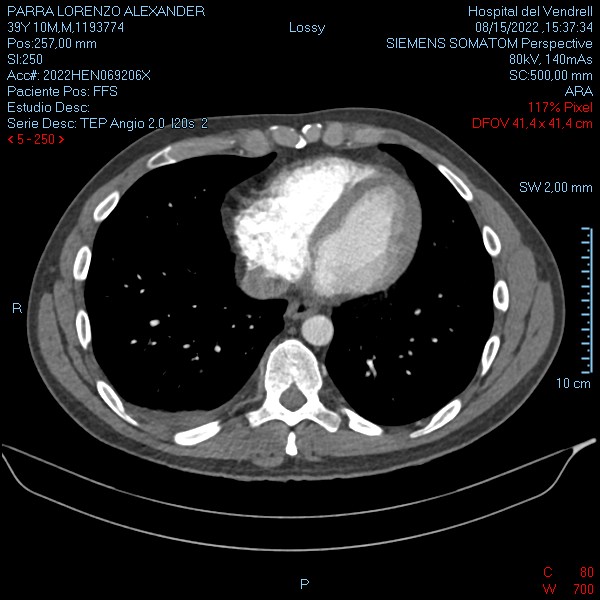 PARRA LORENZO ALEXANDER
39Y 10M,M,1193774
Pos:257,00 mm
SI:250
Acc#: 2022HEN069206X
Paciente Pos: FFS
Estudio Desc:
Serie Desc: TEP Angio 2.0 I20s 2
< 5 - 250 >
Lossy
Hospital del Vendrell
08/15/2022 ,15:37:34
SIEMENS SOMATOM Perspective
80kV, 140mAs
SC:500,00 mm
ARA
117% Pixel
DFOV 41,4 x 41,4 cm
SW 2,00 mm
R
10 cm
P
C 80
W 700